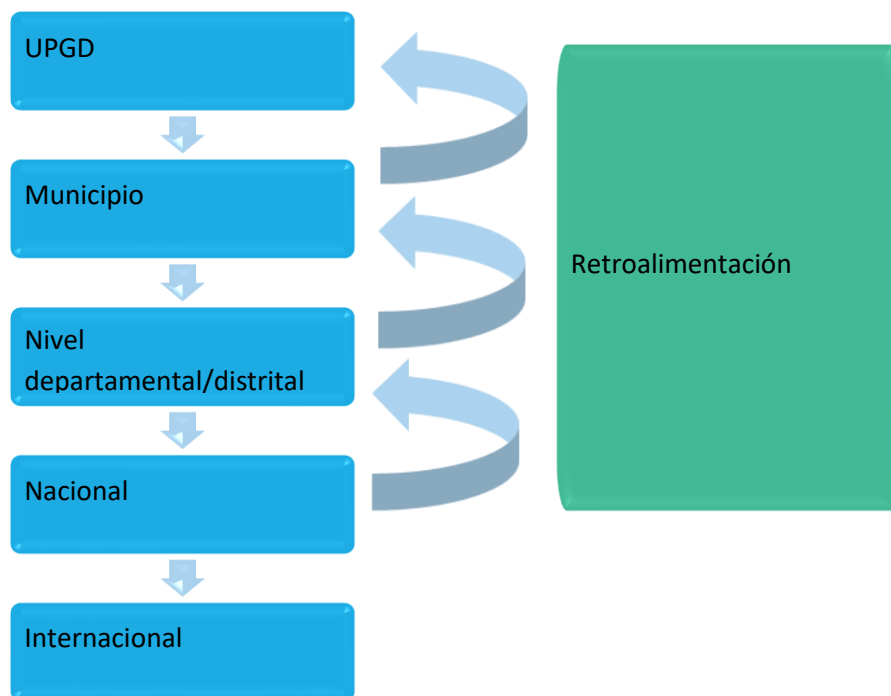 UPGD
Municipio
Nivel
departamental/distrital
Nacional
Internacional
Retroalimentación